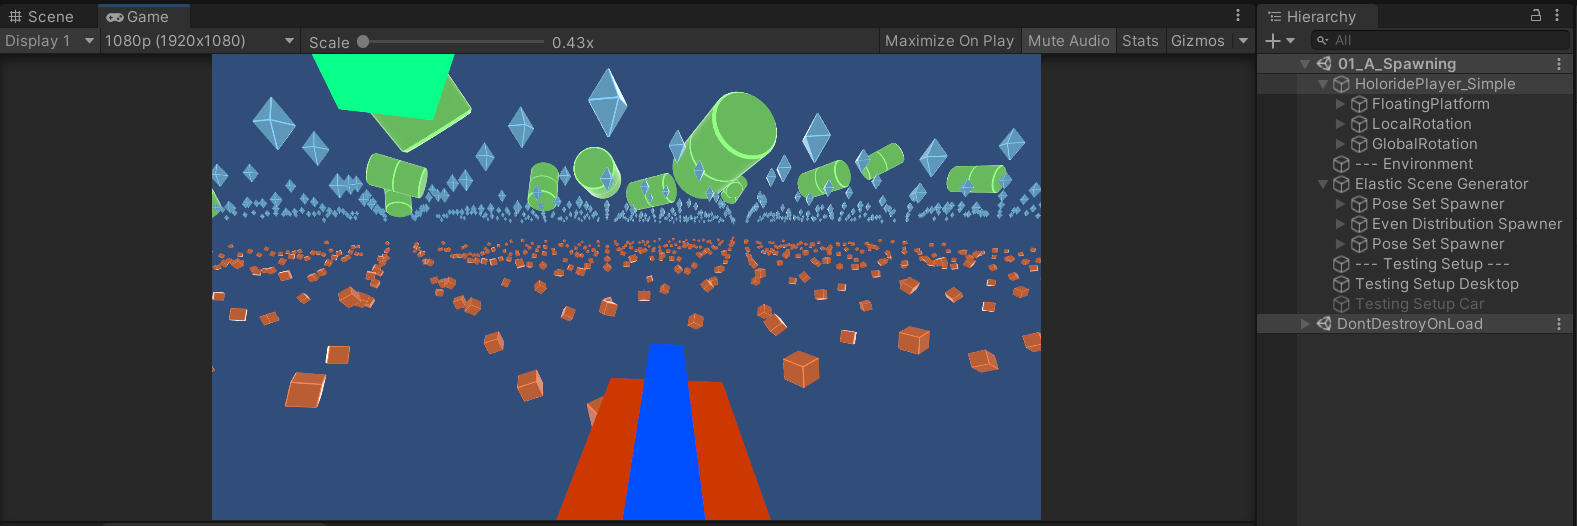 Scene Game
Display 1 1080p (1920x1080) Scale 0.43x Maximize On Play Mute Audio Stats Gizmos
Hierarchy
All
01_A_Spawning
HoloridePlayer_Simple
FloatingPlatform
LocalRotation
GlobalRotation
--- Environment
Elastic Scene Generator
Pose Set Spawner
Even Distribution Spawner
Pose Set Spawner
--- Testing Setup ---
Testing Setup Desktop
Testing Setup Car
DontDestroyOnLoad